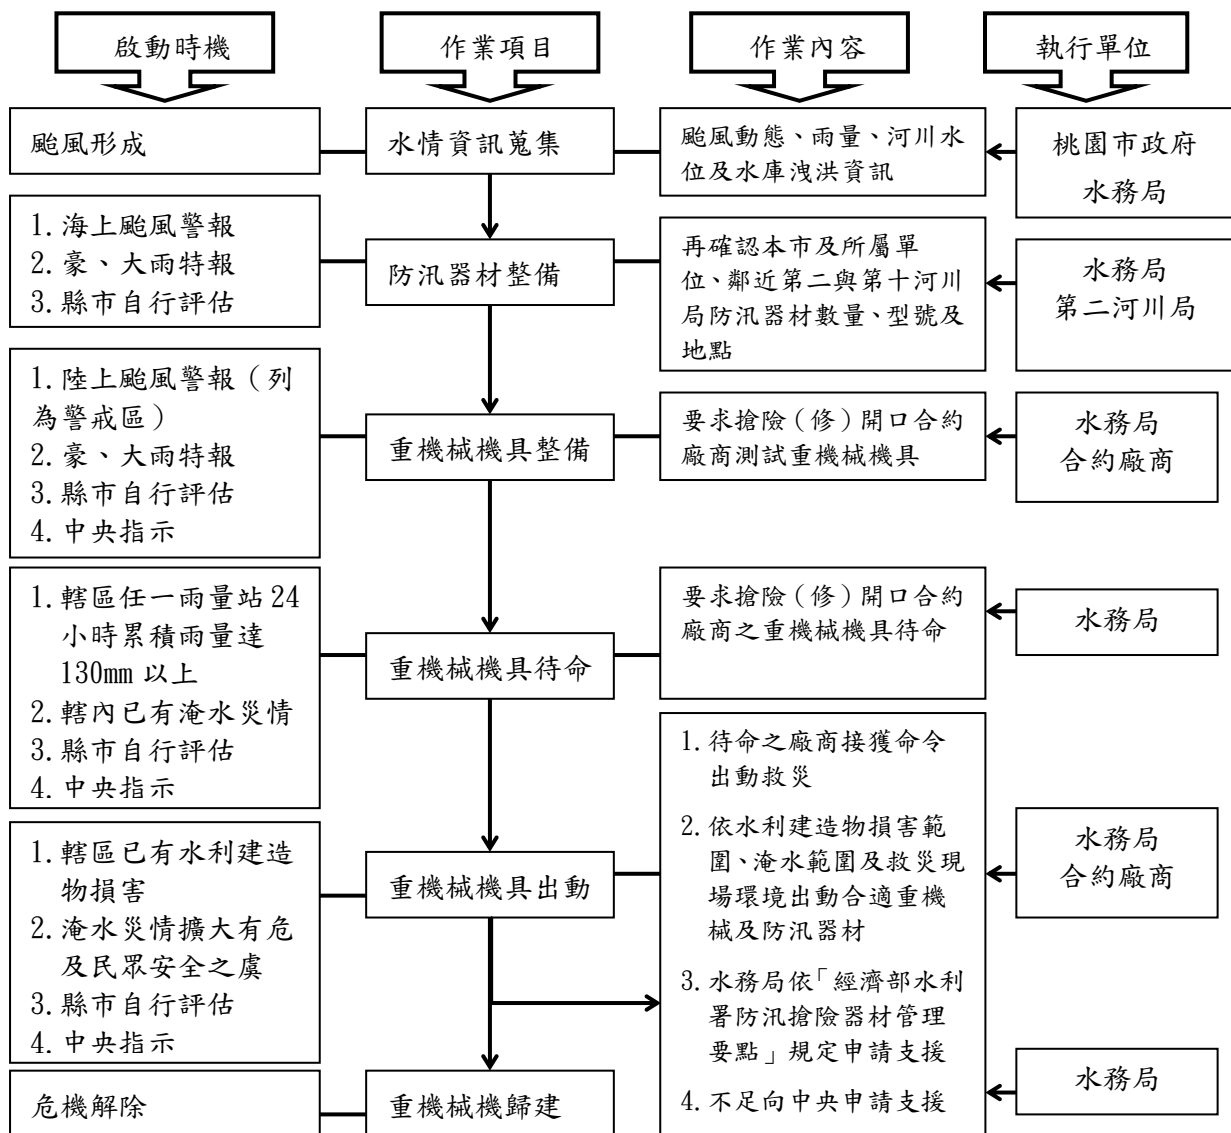 啟動時機
作業項目
作業內容
執行單位
颱風形成
水情資訊蒐集
颱風動態、雨量、河川水
位及水庫洩洪資訊
桃園市政府
水務局
1.海上颱風警報
2.豪、大雨特報
3.縣市自行評估
防汛器材整備
再確認本市及所屬單
位、鄰近第二與第十河川
局防汛器材數量、型號及
地點
水務局
第二河川局
1.陸上颱風警報（列
為警戒區）
2.豪、大雨特報
3.縣市自行評估
4.中央指示
重機械機具整備
要求搶險（修）開口合約
廠商測試重機械機具
水務局
合約廠商
1.轄區任一雨量站 24
小時累積雨量達
130mm 以上
2.轄內已有淹水災情
3.縣市自行評估
4.中央指示
重機械機具待命
要求搶險（修）開口合約
廠商之重機械機具待命
水務局
1.轄區已有水利建造
物損害
2.淹水災情擴大有危
及民眾安全之虞
3.縣市自行評估
4.中央指示
重機械機具出動
1.待命之廠商接獲命令
出動救災
2.依水利建造物損害範
圍、淹水範圍及救災現
場環境出動合適重機
械及防汛器材
3.水務局依「經濟部水利
署防汛搶險器材管理
要點」規定申請支援
4.不足向中央申請支援
水務局
合約廠商
水務局
危機解除
重機械機歸建